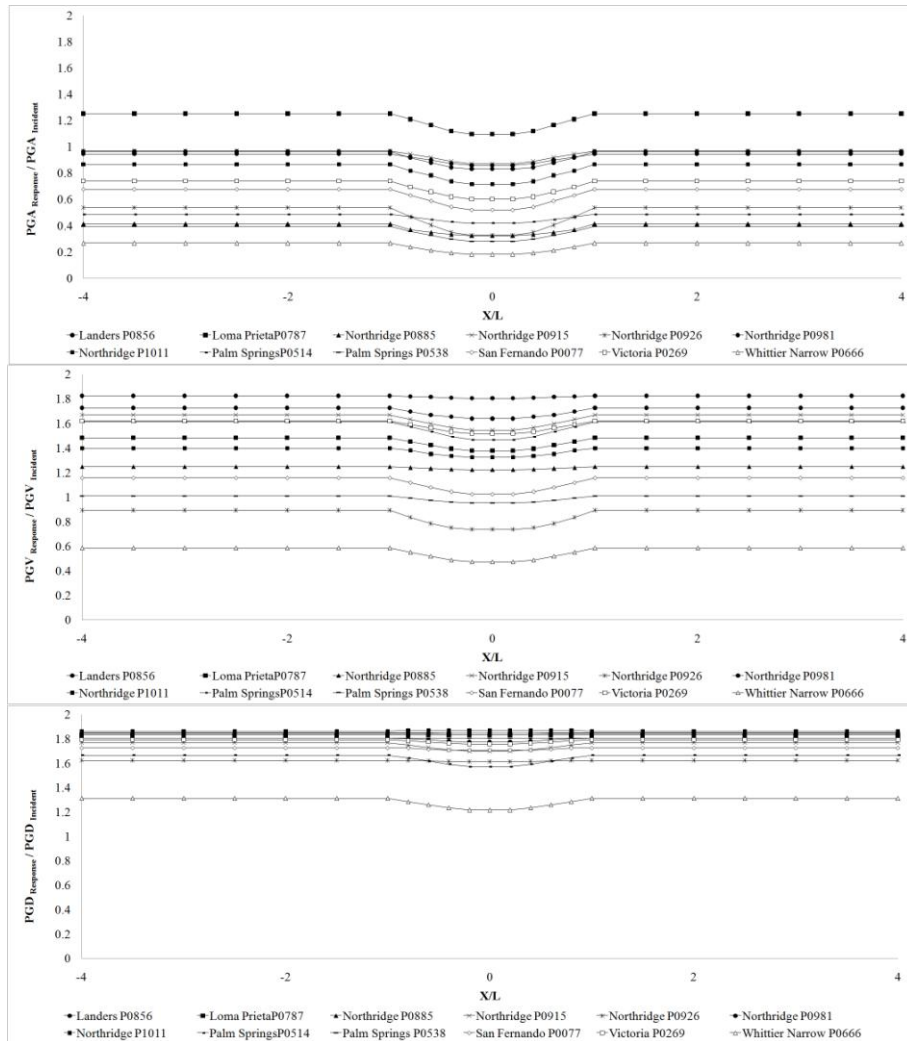 2
1.8
1.6
1.4
1.2
1
0.8
0.6
0.4
0.2
0
PGA Response / PGA Incident
-4 -2 0 2 4
X/L
Landers P0856 Loma PrietaP0787 Northridge P0885 Northridge P0915 Northridge P0926 Northridge P0981
Northridge P1011 Palm SpringsP0514 Palm Springs P0538 San Fernando P0077 Victoria P0269 Whittier Narrow P0666
2
1.8
1.6
1.4
1.2
1
0.8
0.6
0.4
0.2
0
PGV Response / PGV Incident
-4 -2 0 2 4
X/L
Landers P0856 Loma PrietaP0787 Northridge P0885 Northridge P0915 Northridge P0926 Northridge P0981
Northridge P1011 Palm SpringsP0514 Palm Springs P0538 San Fernando P0077 Victoria P0269 Whittier Narrow P0666
2
1.8
1.6
1.4
1.2
1
0.8
0.6
0.4
0.2
0
PGD Response / PGD Incident
-4 -2 0 2 4
X/L
Landers P0856 Loma PrietaP0787 Northridge P0885 Northridge P0915 Northridge P0926 Northridge P0981
Northridge P1011 Palm SpringsP0514 Palm Springs P0538 San Fernando P0077 Victoria P0269 Whittier Narrow P0666